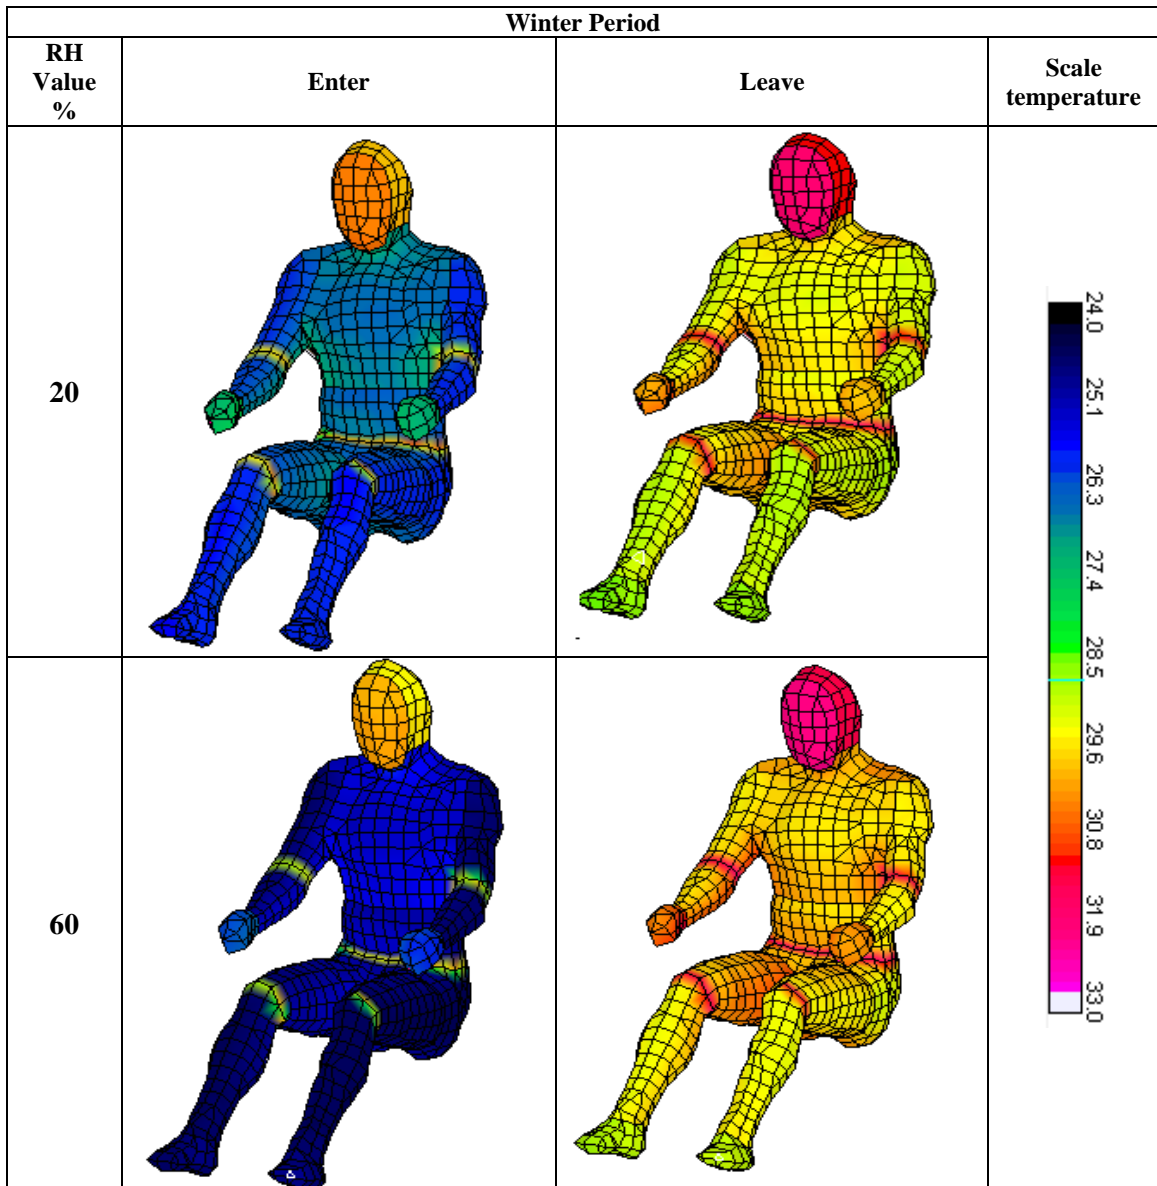 Winter Period
RH
Value
%
Enter
Leave
Scale
temperature
20
60
24.0
25.1
26.3
27.4
28.5
29.6
30.8
31.9
33.0